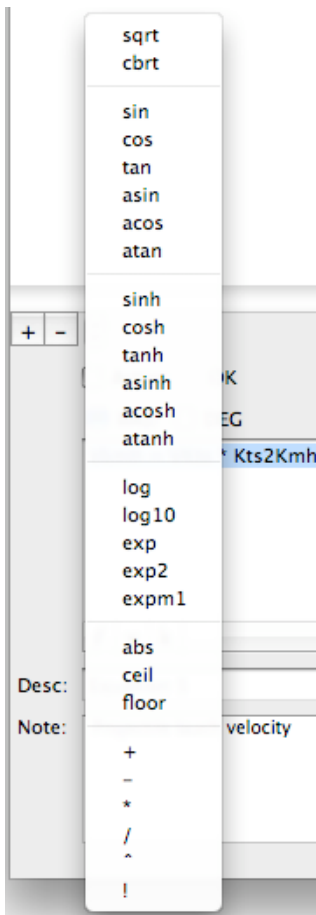 sqrt
cbrt
sin
cos
tan
asin
acos
atan
sinh
cosh
tanh
asinh
acosh
atanh
log
log10
exp
exp2
expm1
abs
ceil
floor
+
–
*
/
^
!
+ -
K
EG
* Kts2Kmh
Desc:
Note:
velocity